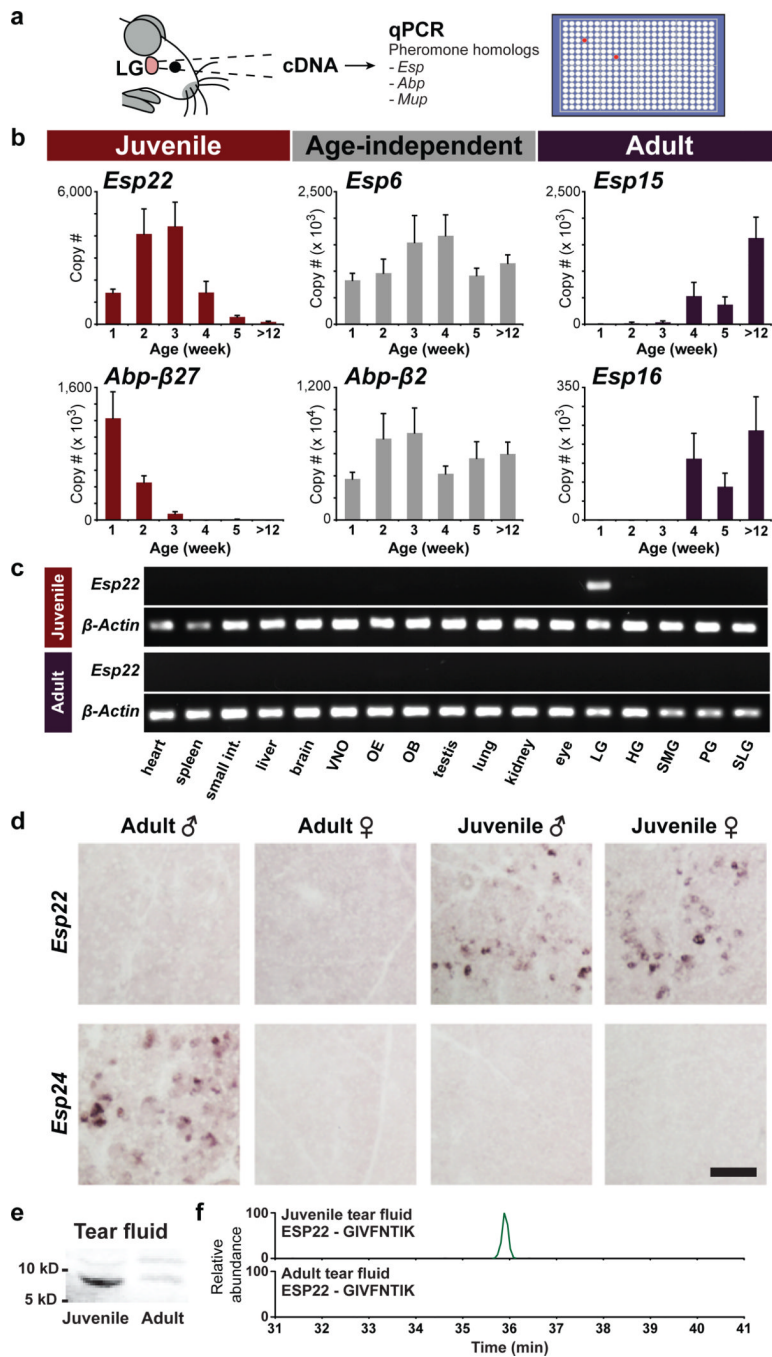 a
LG
cDNA
qPCR
Pheromone homologs
- Esp
- Abp
- Mup
b
Juvenile
Age-independent
Adult
Esp22
Esp6
Esp15
6,000
0
Copy #
1 2 3 4 5 >12
Age (week)
2,500
0
Copy # (x 10³)
1 2 3 4 5 >12
Age (week)
2,500
0
Copy # (x 10³)
1 2 3 4 5 >12
Age (week)
Abp-β27
Abp-β2
Esp16
1,600
0
Copy # (x 10³)
1 2 3 4 5 >12
Age (week)
1,200
0
Copy # (x 10⁴)
1 2 3 4 5 >12
Age (week)
350
0
Copy # (x 10³)
1 2 3 4 5 >12
Age (week)
c
Juvenile
Esp22
β-Actin
Adult
Esp22
β-Actin
heart spleen small int. liver brain VNO OE OB testis lung kidney eye LG HG SMG PG SLG
d
Adult ♂ Adult ♀ Juvenile ♂ Juvenile ♀
Esp22
Esp24
e
Tear fluid
10 kD
5 kD
Juvenile Adult
f
Relative
abundance
100
Juvenile tear fluid
ESP22 - GIVFNTIK
0
100
Adult tear fluid
ESP22 - GIVFNTIK
0
31 32 33 34 35 36 37 38 39 40 41
Time (min)